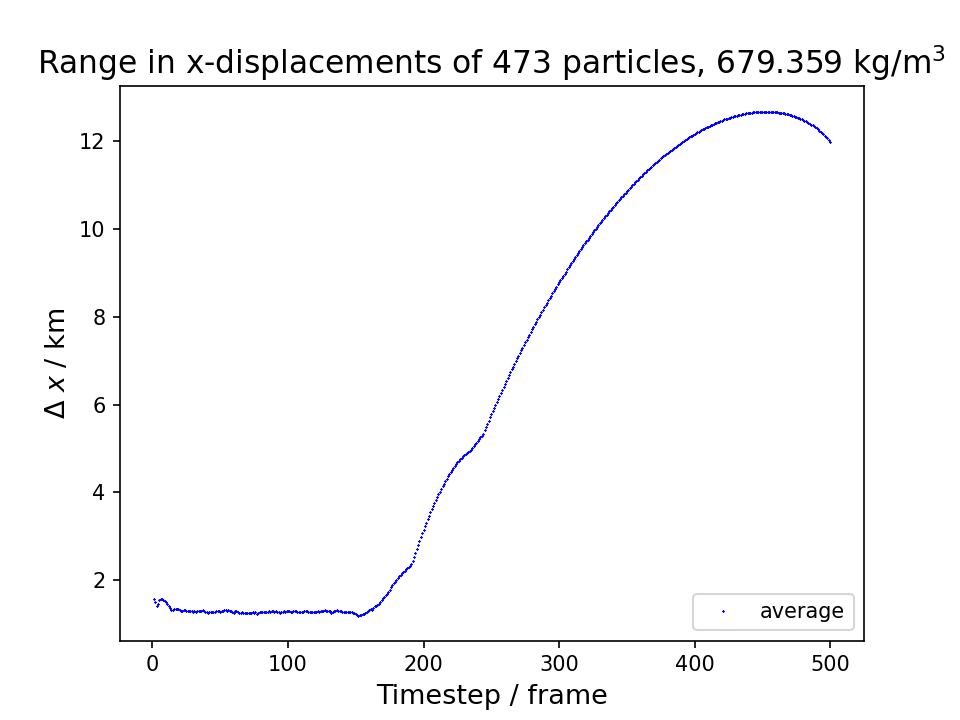 Range in x-displacements of 473 particles, 679.359 kg/m³
12
10
8
6
4
2
Δ x / km
average
0 100 200 300 400 500
Timestep / frame